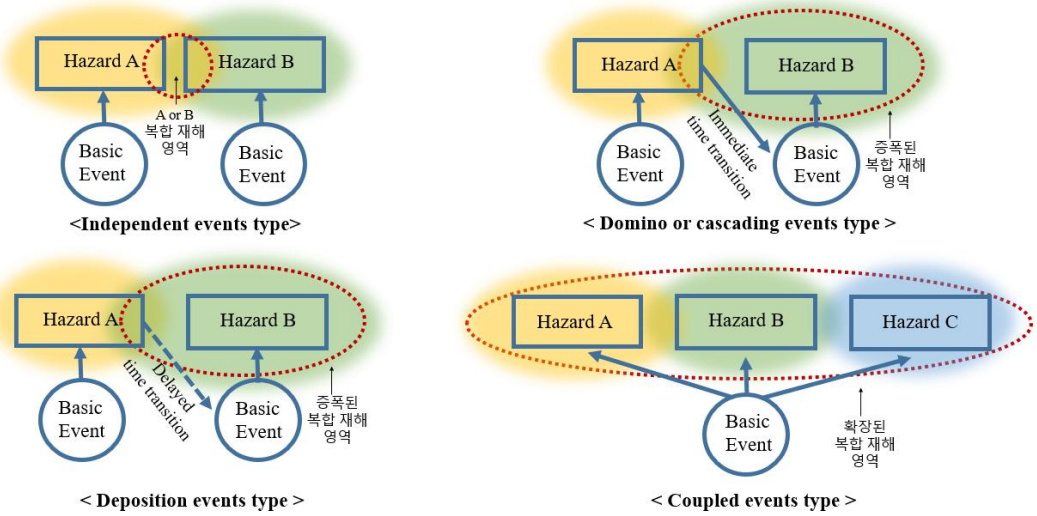 Hazard A
Hazard B
A or B
복합 재해
영역
Basic
Event
Basic
Event
<Independent events type>
Hazard A
Hazard B
Immediate
time transition
증폭된
복합 재해
영역
Basic
Event
Basic
Event
< Domino or cascading events type >
Hazard A
Hazard B
Delayed
time transition
증폭된
복합 재해
영역
Basic
Event
Basic
Event
< Deposition events type >
Hazard A
Hazard B
Hazard C
Basic
Event
확장된
복합 재해
영역
< Coupled events type >